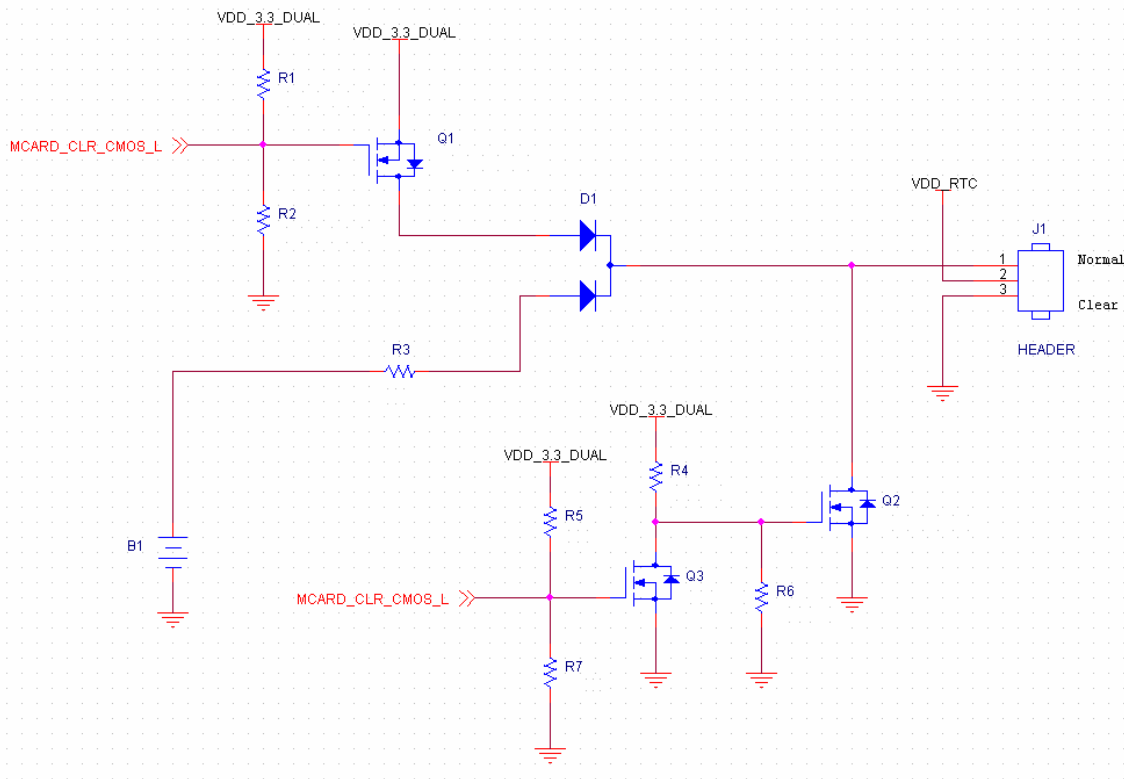 VDD_3.3_DUAL
VDD_3.3_DUAL
R1
MCARD_CLR_CMOS_L
Q1
R2
D1
VDD_RTC
J1
1
Normal
2
3
Clear
R3
HEADER
VDD_3.3_DUAL
VDD_3.3_DUAL
R4
R5
Q2
B1
Q3
R6
MCARD_CLR_CMOS_L
R7